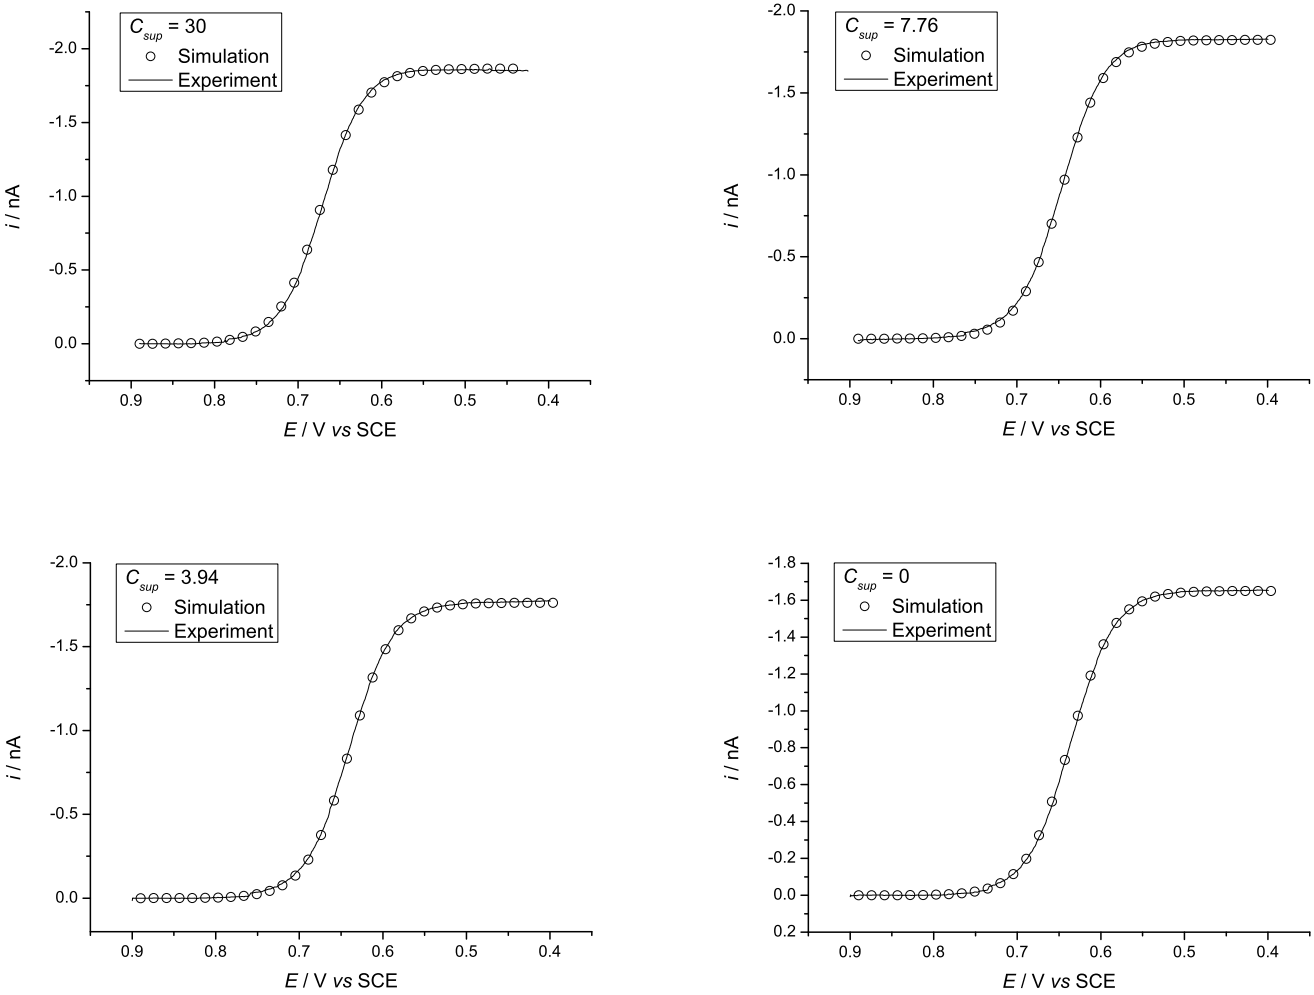 C_sup = 30
Simulation
Experiment
-2.0
-1.5
-1.0
-0.5
0.0
i / nA
0.9 0.8 0.7 0.6 0.5 0.4
E / V vs SCE
C_sup = 7.76
Simulation
Experiment
-2.0
-1.5
-1.0
-0.5
0.0
i / nA
0.9 0.8 0.7 0.6 0.5 0.4
E / V vs SCE
C_sup = 3.94
Simulation
Experiment
-2.0
-1.5
-1.0
-0.5
0.0
i / nA
0.9 0.8 0.7 0.6 0.5 0.4
E / V vs SCE
C_sup = 0
Simulation
Experiment
-1.8
-1.6
-1.4
-1.2
-1.0
-0.8
-0.6
-0.4
-0.2
0.0
0.2
i / nA
0.9 0.8 0.7 0.6 0.5 0.4
E / V vs SCE